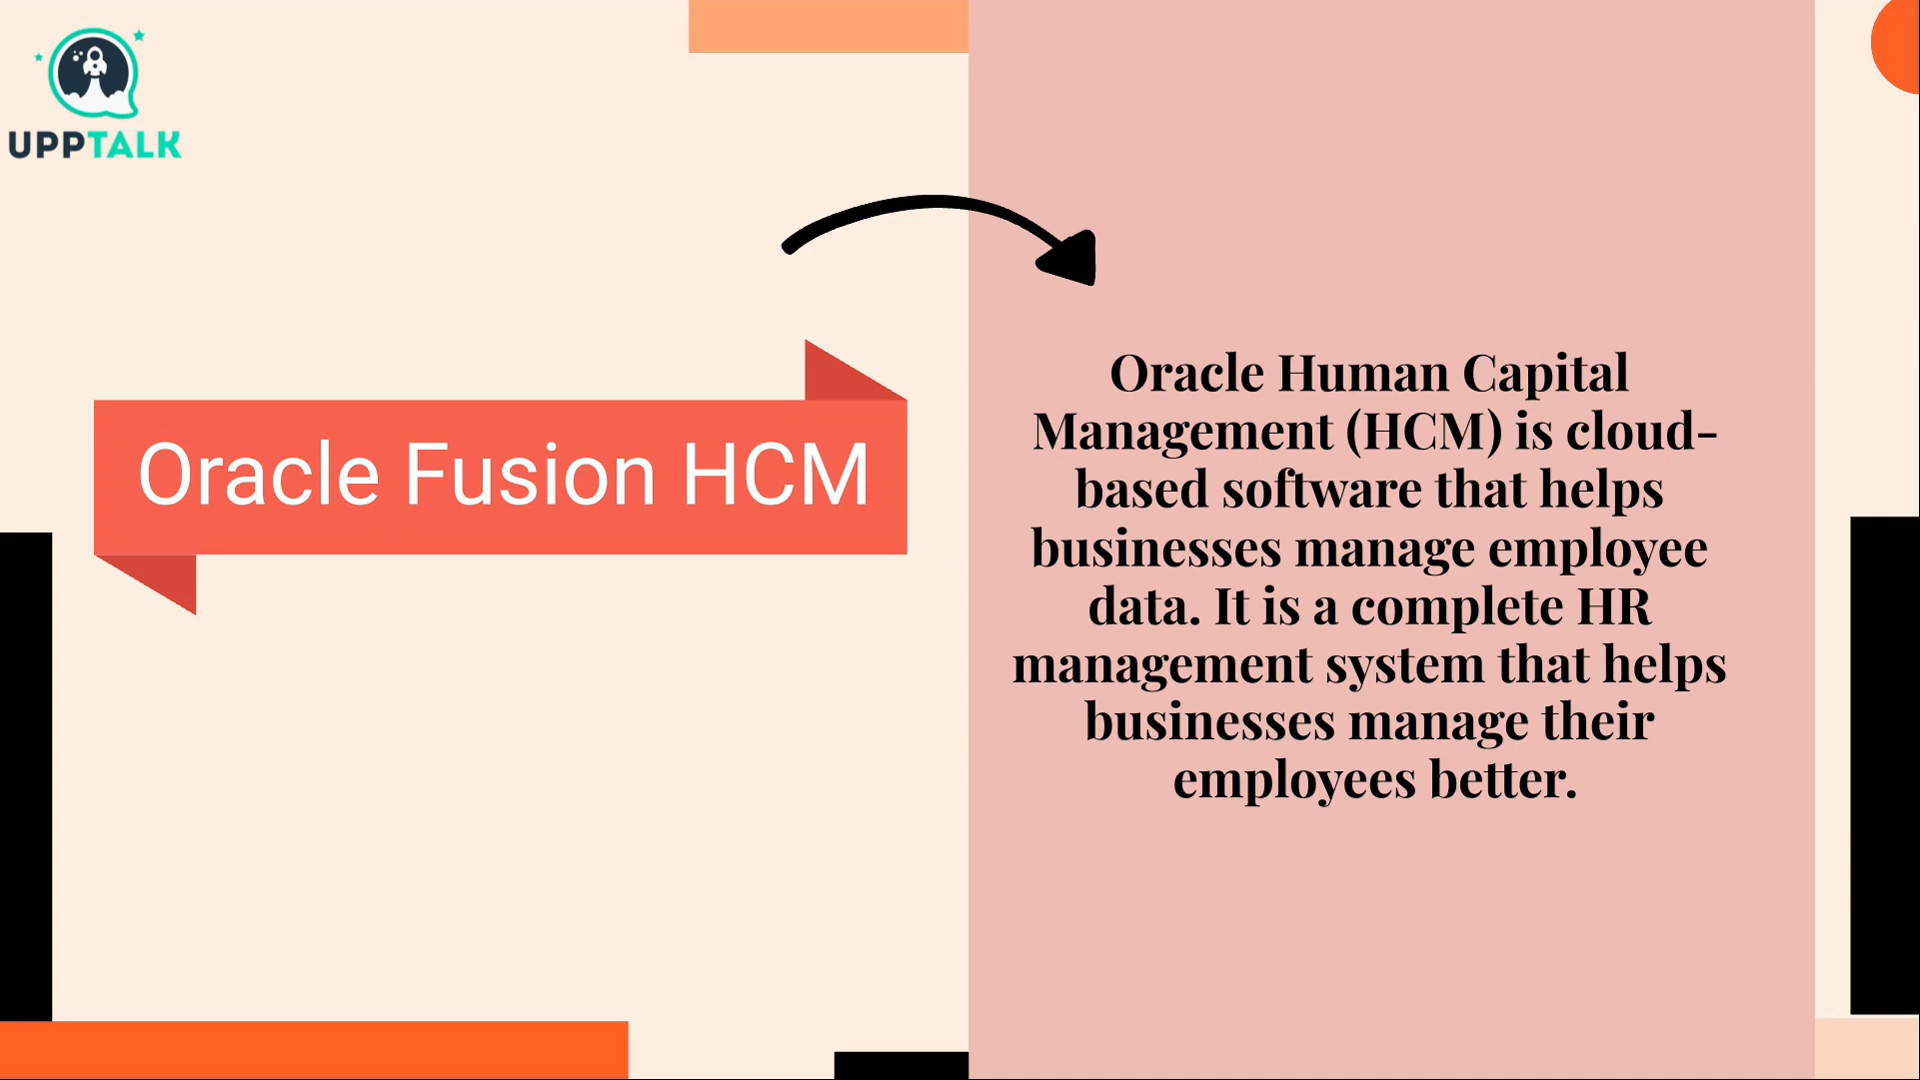 UPPTALK
Oracle Fusion HCM
Oracle Human Capital
Management (HCM) is cloud-
based software that helps
businesses manage employee
data. It is a complete HR
management system that helps
businesses manage their
employees better.